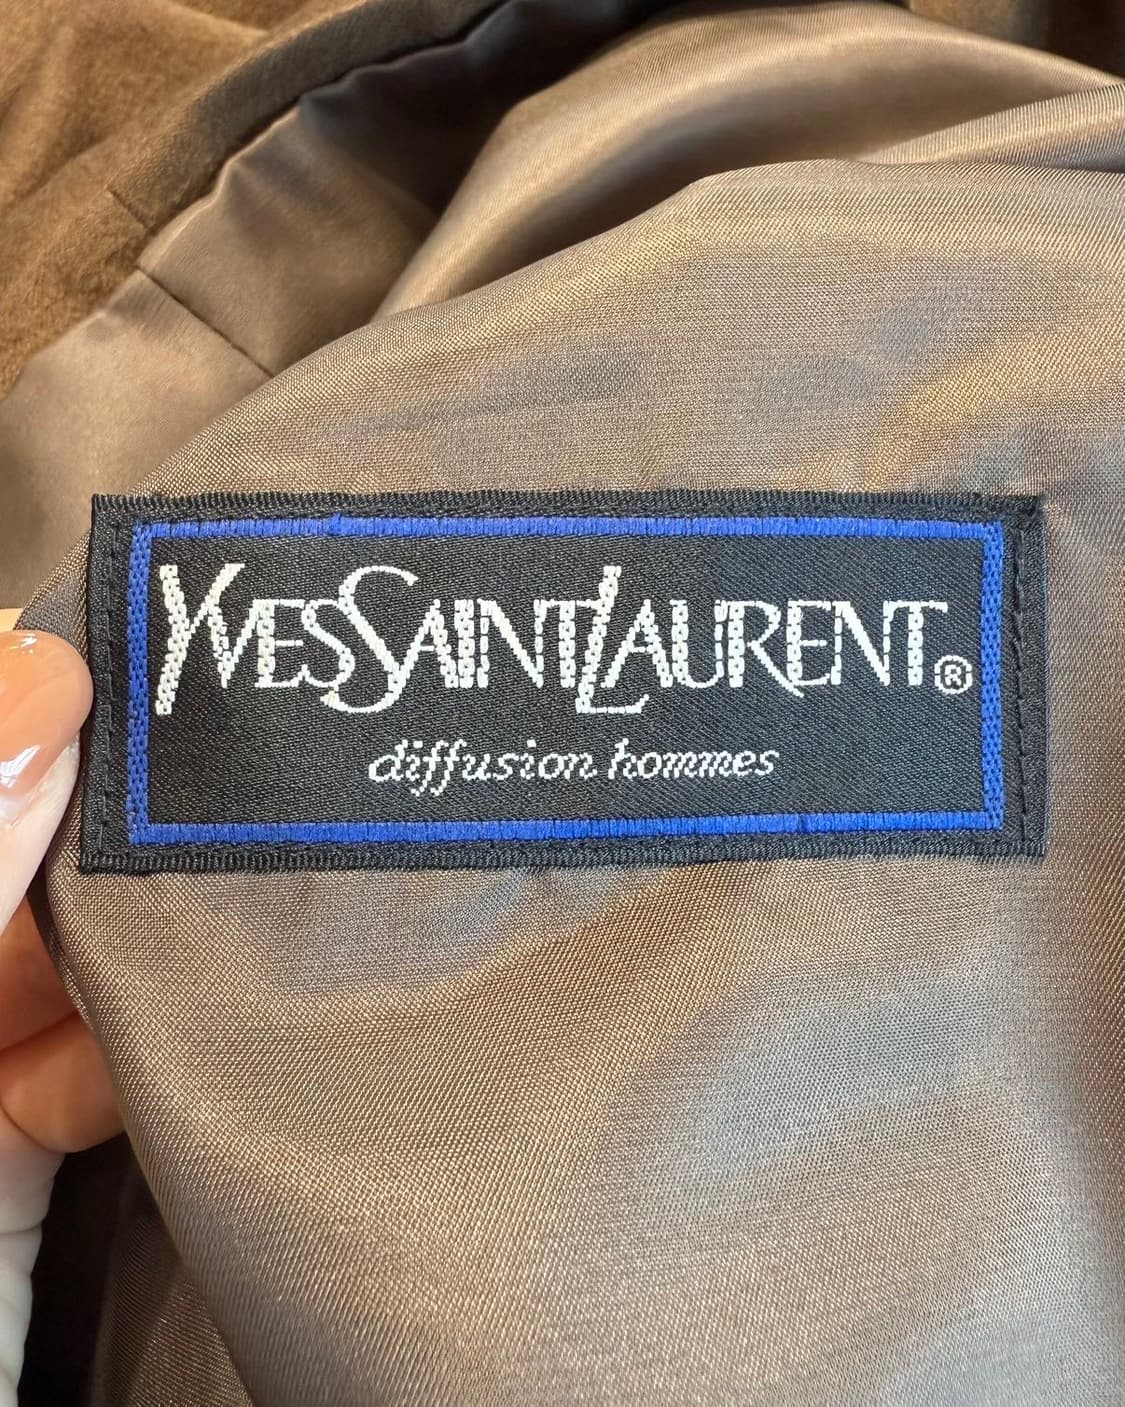 YVESSAINTLAURENT®
diffusion hommes